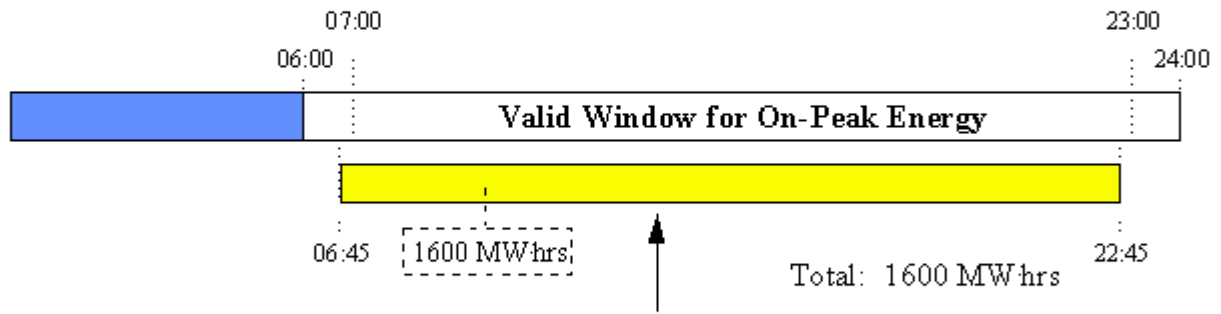 07:00 23:00
06:00 24:00
Valid Window for On-Peak Energy
06:45 1600 MWhrs 22:45
Total: 1600 MWhrs